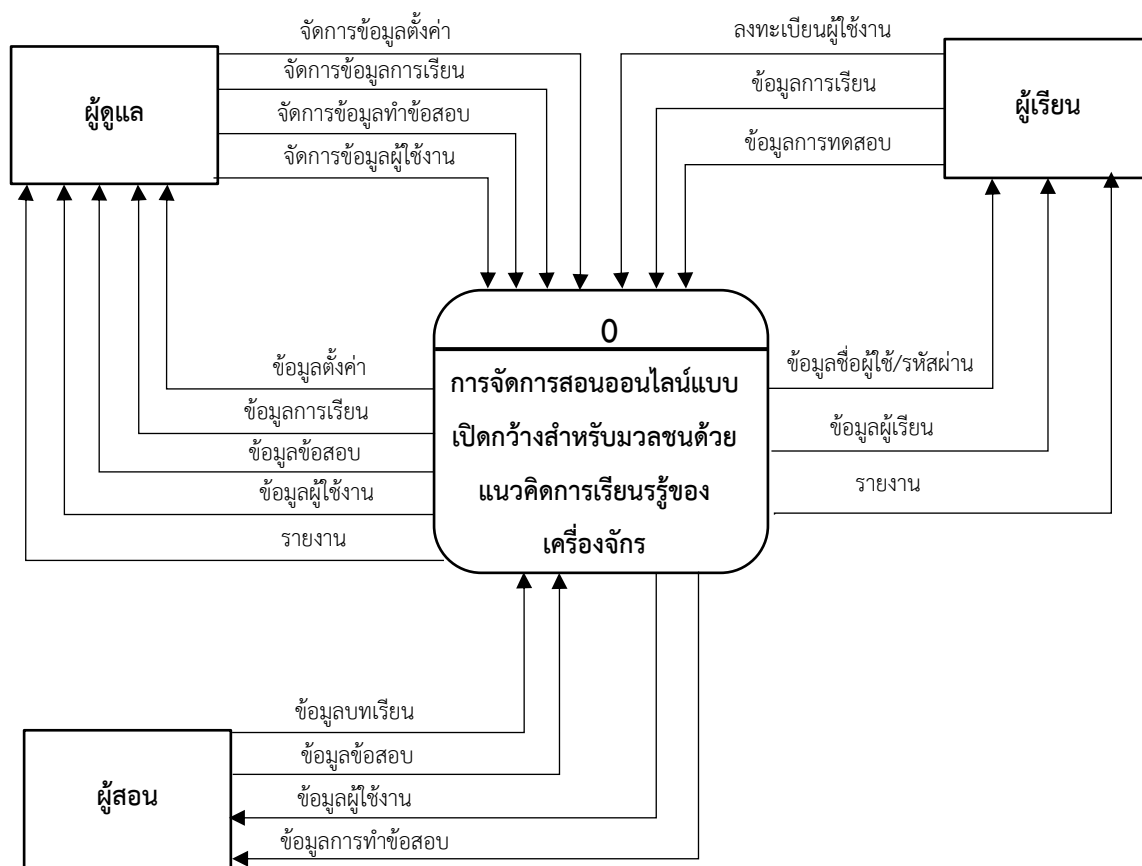 จัดการข้อมูลตั้งค่า
จัดการข้อมูลการเรียน
จัดการข้อมูลทำข้อสอบ
จัดการข้อมูลผู้ใช้งาน
ผู้ดูแล
ลงทะเบียนผู้ใช้งาน
ข้อมูลการเรียน
ข้อมูลการทดสอบ
ผู้เรียน
0
การจัดการสอนออนไลน์แบบ
เปิดกว้างสำหรับมวลชนด้วย
แนวคิดการเรียนรรู้ของ
เครื่องจักร
ข้อมูลตั้งค่า
ข้อมูลการเรียน
ข้อมูลข้อสอบ
ข้อมูลผู้ใช้งาน
รายงาน
ข้อมูลชื่อผู้ใช้/รหัสผ่าน
ข้อมูลผู้เรียน
รายงาน
ผู้สอน
ข้อมูลบทเรียน
ข้อมูลข้อสอบ
ข้อมูลผู้ใช้งาน
ข้อมูลการทำข้อสอบ